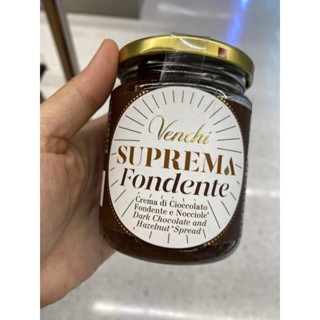 Venchi
SUPREMA
Fondente
Crema di Cioccolato
Fondente e Nocciole*
Dark Chocolate and
Hazelnut *Spread